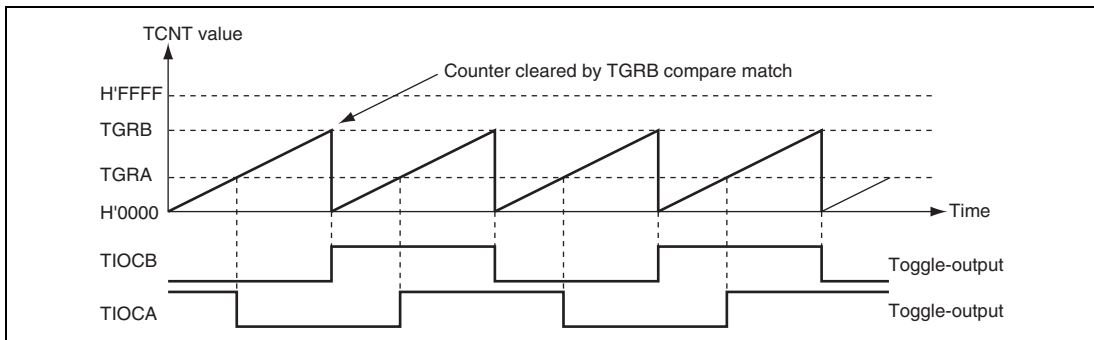 TCNT value
Counter cleared by TGRB compare match
H'FFFF
TGRB
TGRA
H'0000
Time
TIOCB
Toggle-output
TIOCA
Toggle-output